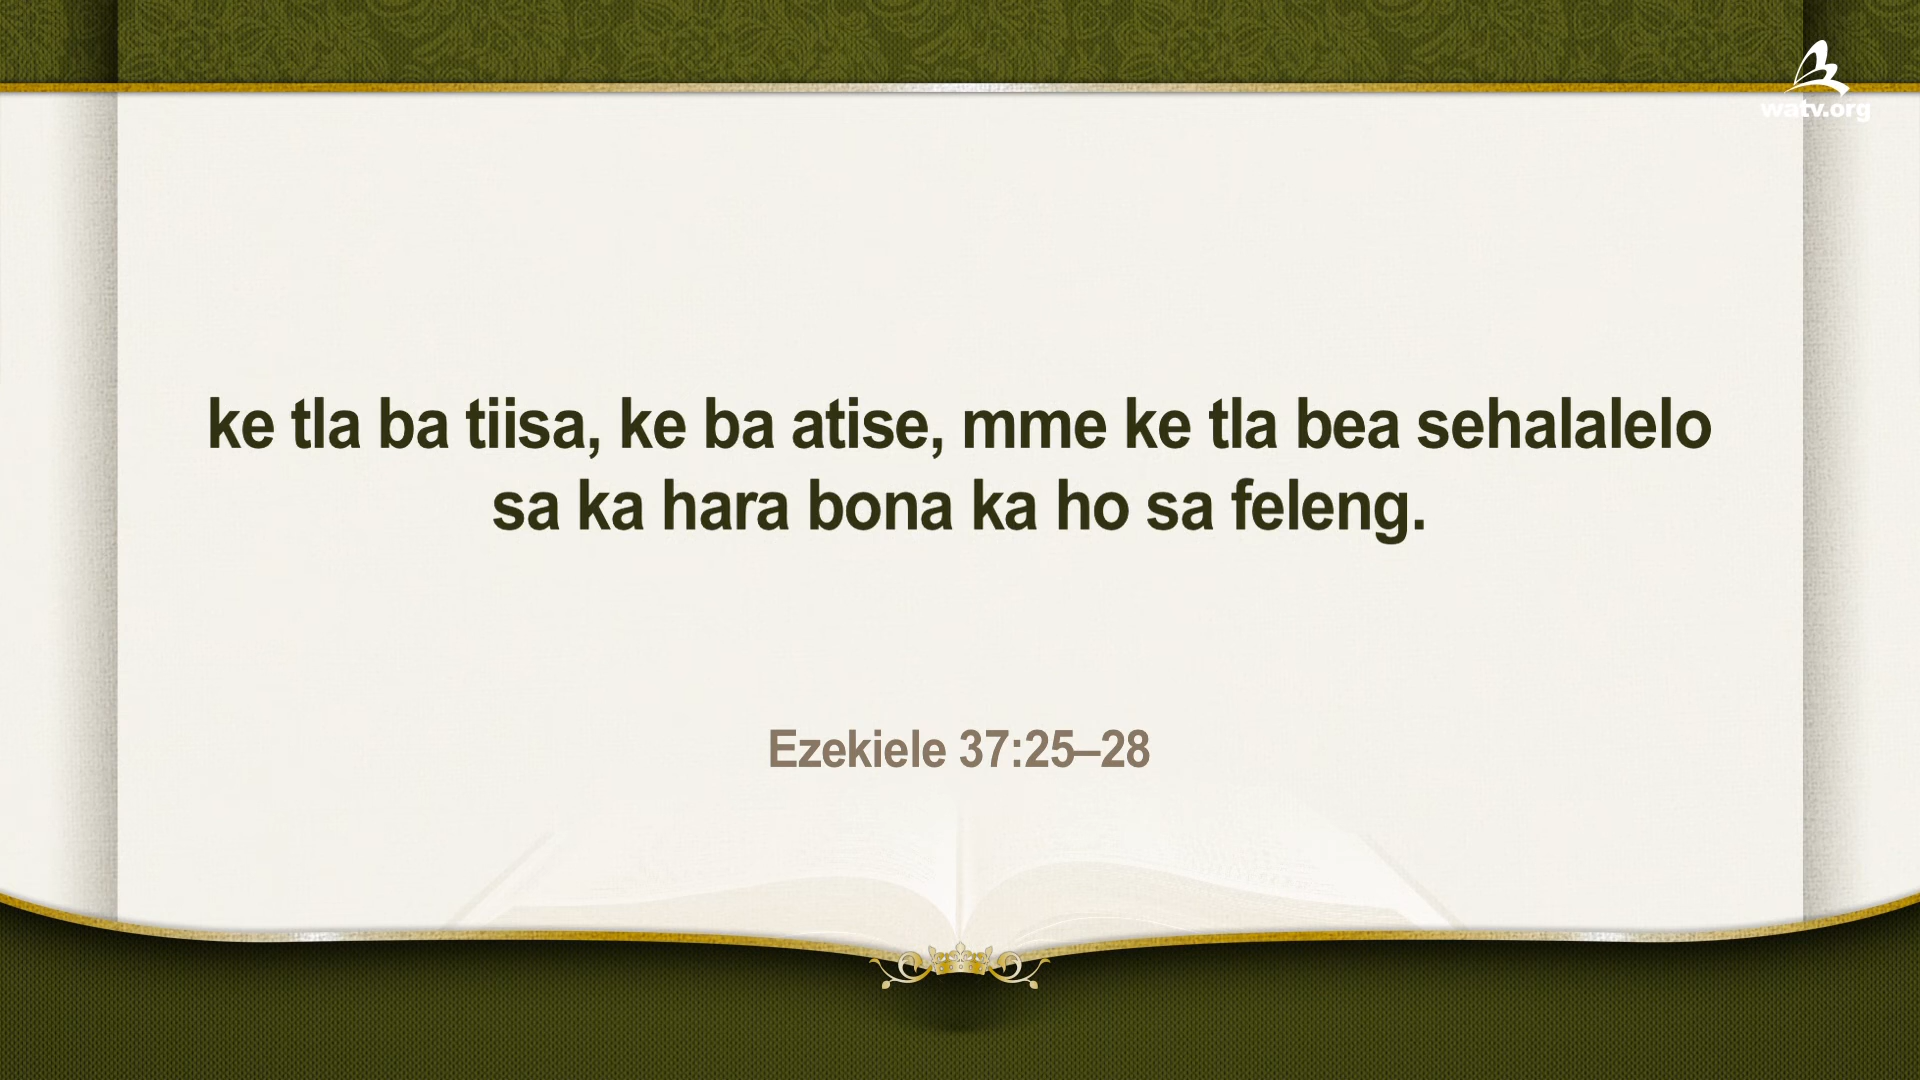 watv.org
ke tla ba tiisa, ke ba atise, mme ke tla bea sehalalelo
sa ka hara bona ka ho sa feleng.
Ezekiele 37:25–28